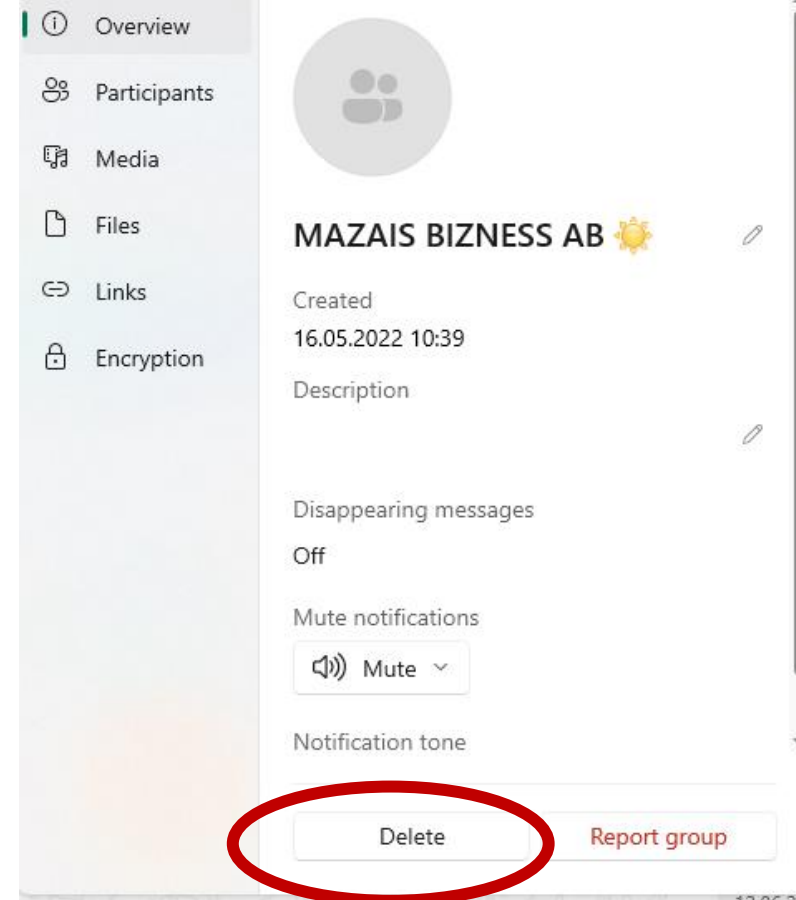 Overview
Participants
Media
Files
Links
Encryption
MAZAIS BIZNESS AB ☀️
Created
16.05.2022 10:39
Description
Disappearing messages
Off
Mute notifications
Mute
Notification tone
Delete
Report group